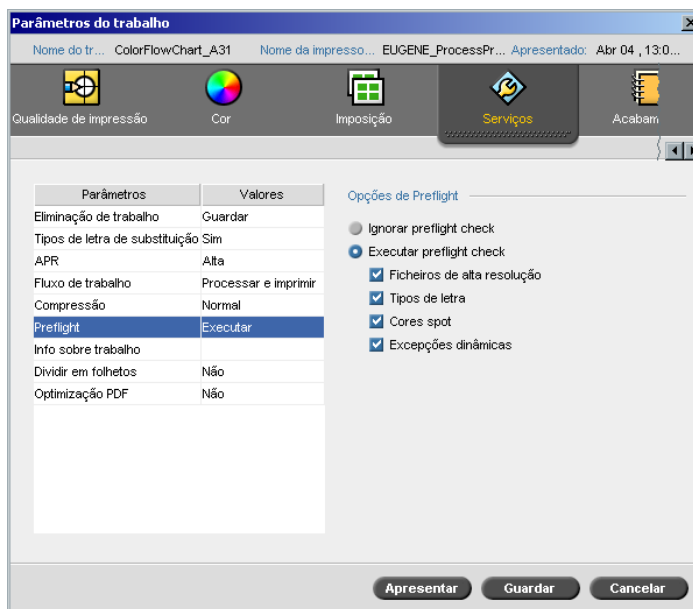 Parâmetros do trabalho
Nome do tr... ColorFlowChart_A31 Nome da impresso... EUGENE_ProcessPr... Apresentado: Abr 04 , 13:0...
Qualidade de impressão Cor Imposição Serviços Acabam
Parâmetros Valores
Eliminação de trabalho Guardar
Tipos de letra de substituição Sim
APR Alta
Fluxo de trabalho Processar e imprimir
Compressão Normal
Preflight Executar
Info sobre trabalho
Dividir em folhetos Não
Optimização PDF Não
Opções de Preflight
Ignorar preflight check
Executar preflight check
Ficheiros de alta resolução
Tipos de letra
Cores spot
Excepções dinâmicas
Apresentar Guardar Cancelar